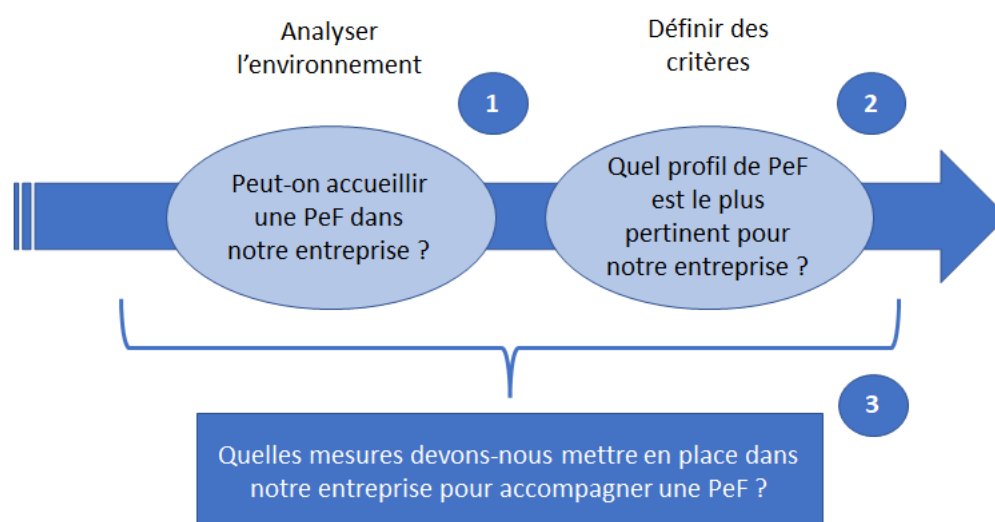 Analyser
l'environnement
1
Définir des
critères
2
Peut-on accueillir
une PeF dans
notre entreprise ?
Quel profil de PeF
est le plus
pertinent pour
notre entreprise ?
3
Quelles mesures devons-nous mettre en place dans
notre entreprise pour accompagner une PeF ?